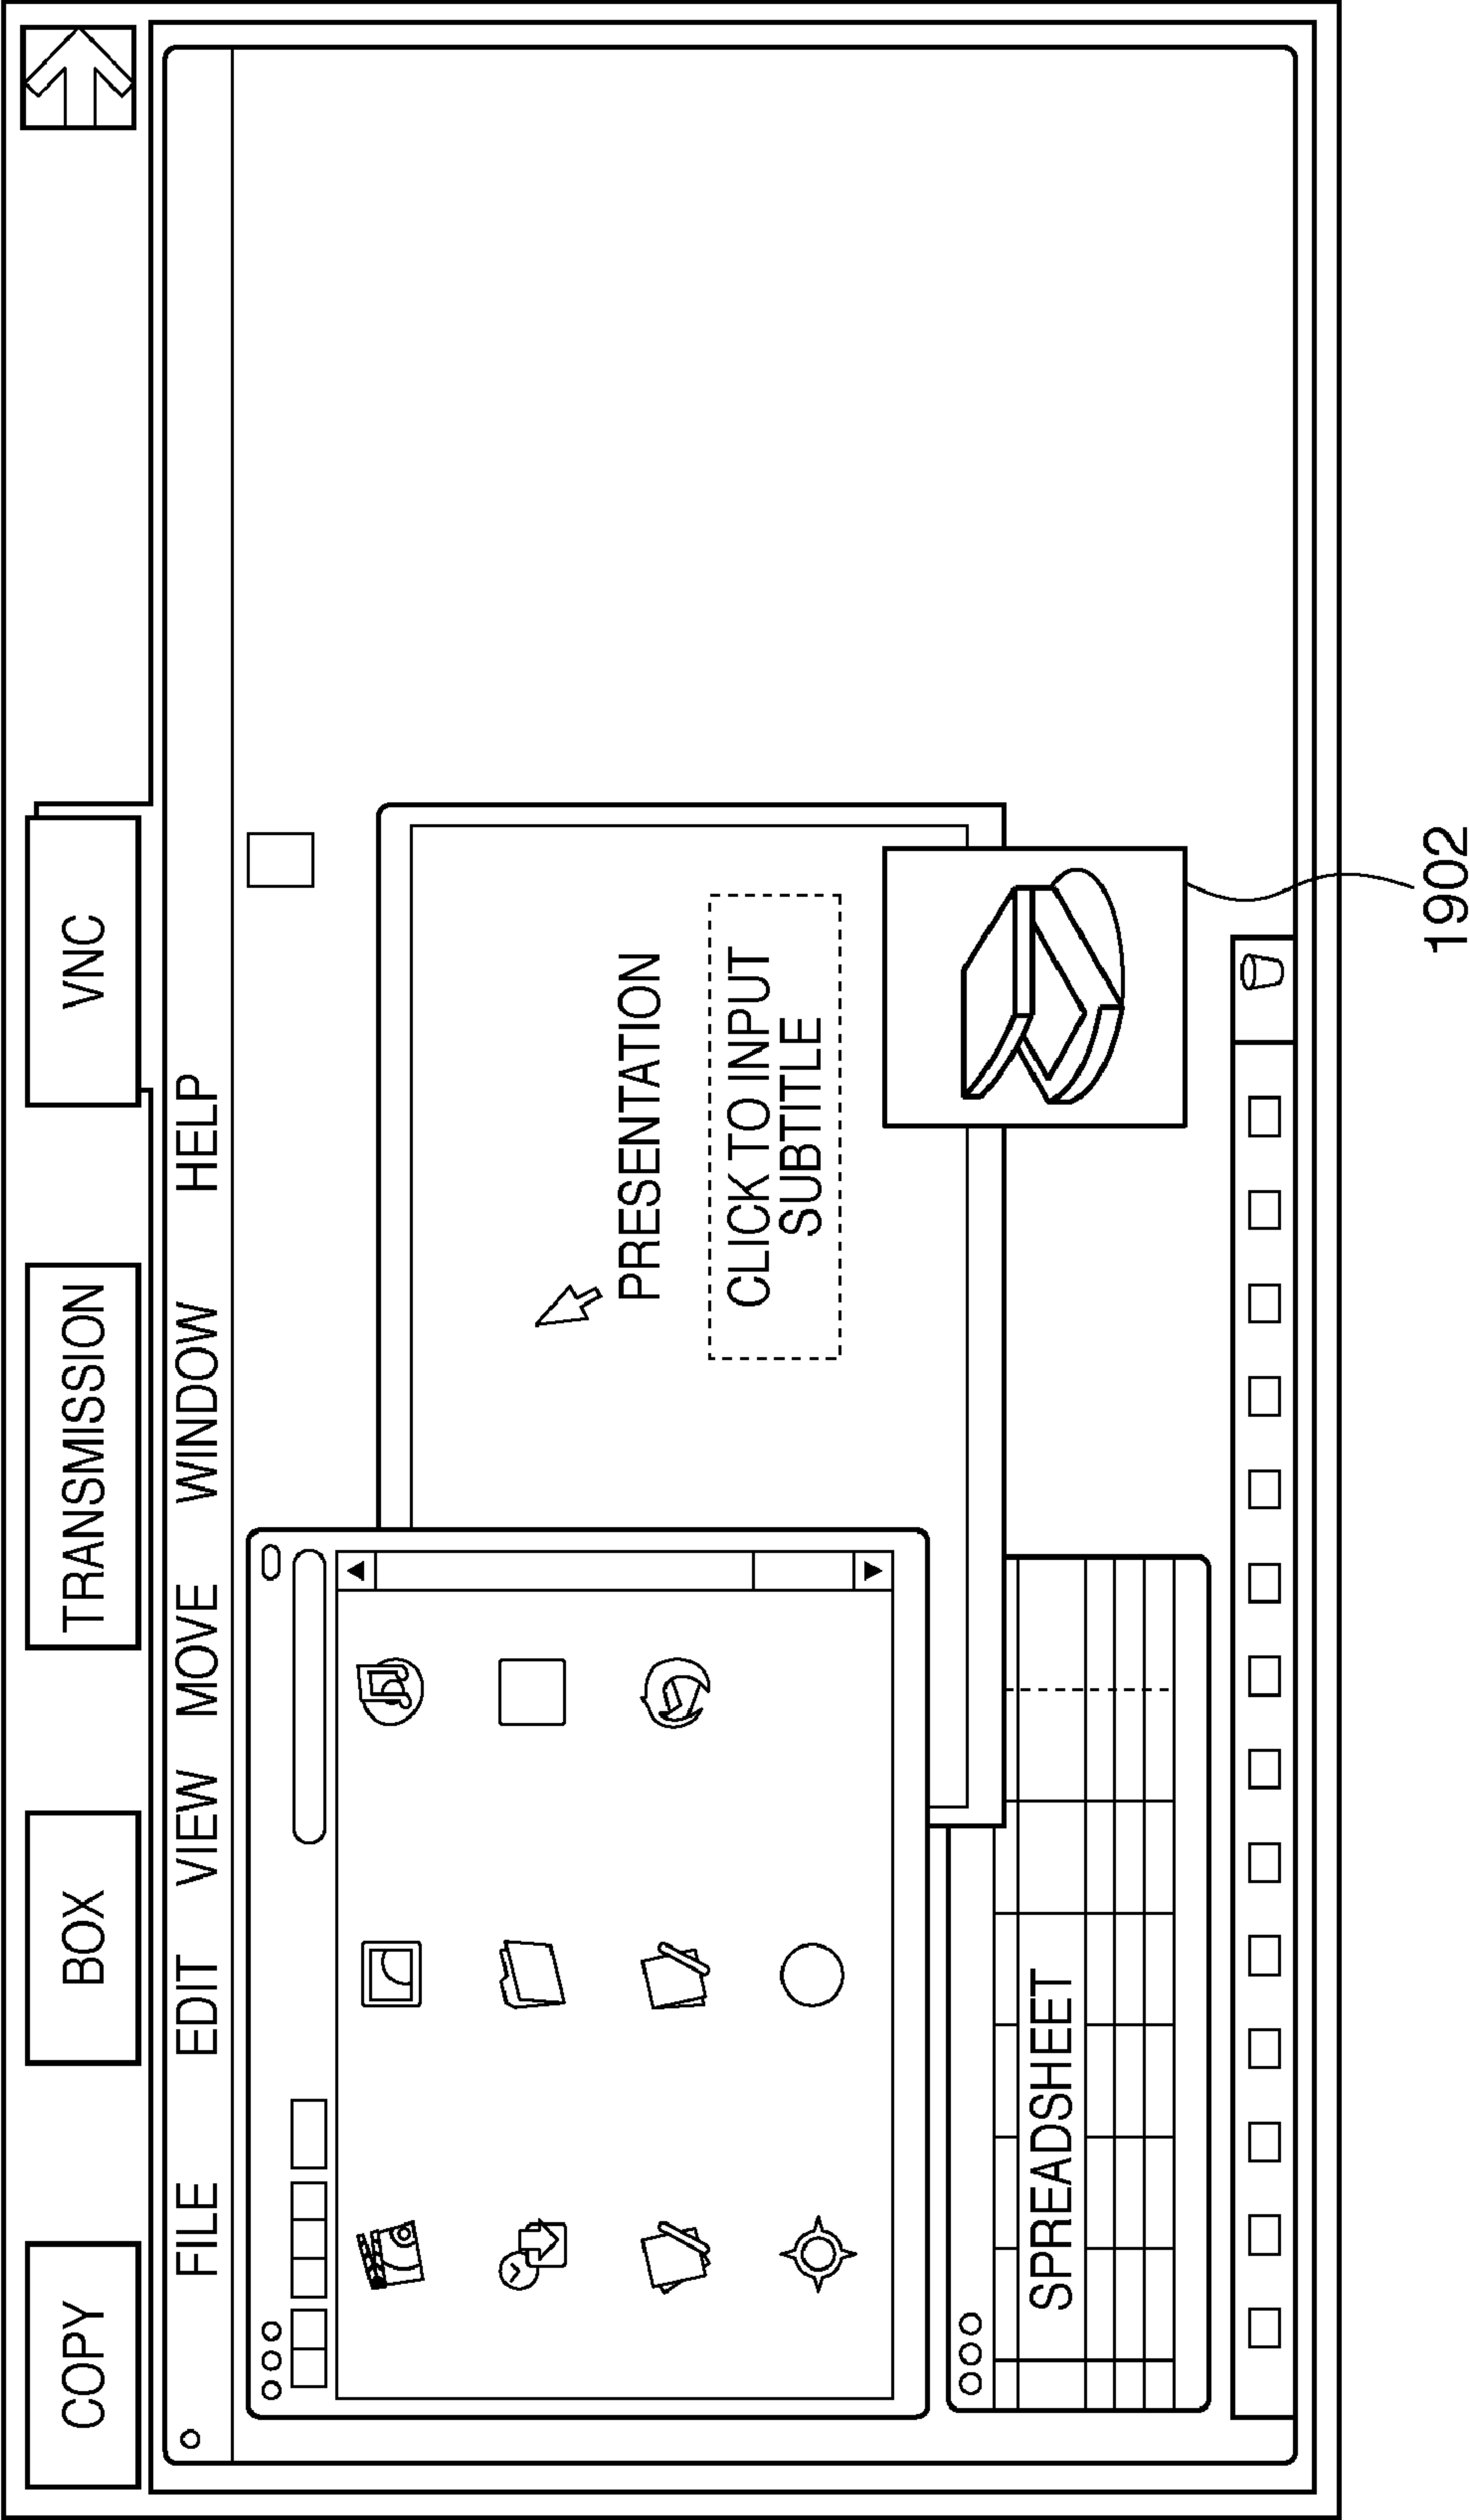 COPY
BOX
TRANSMISSION
VNC
FILE
EDIT
VIEW
MOVE
WINDOW
HELP
PRESENTATION
CLICK TO INPUT
SUBTITLE
SPREADSHEET
1902